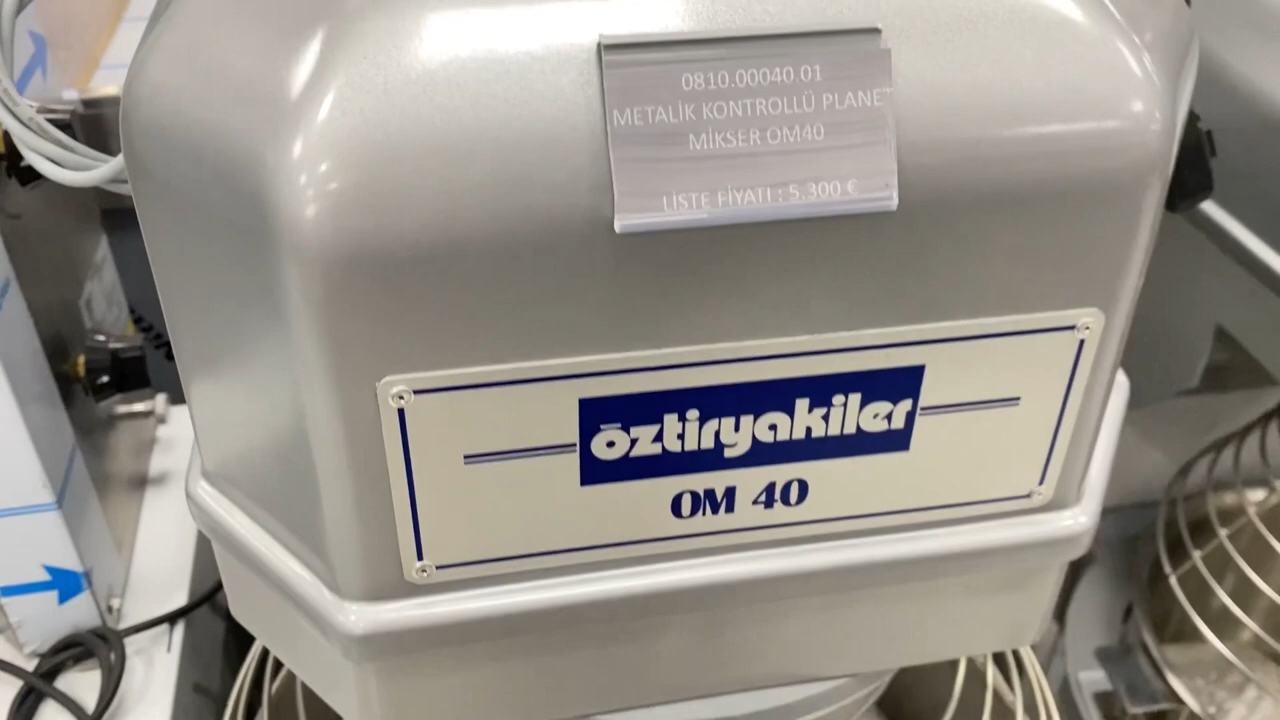 0810.00040.01
METALİK KONTROLLÜ PLANET
MİKSER OM40
LİSTE FİYATI : 5.300 €
öztiryakiler
OM 40